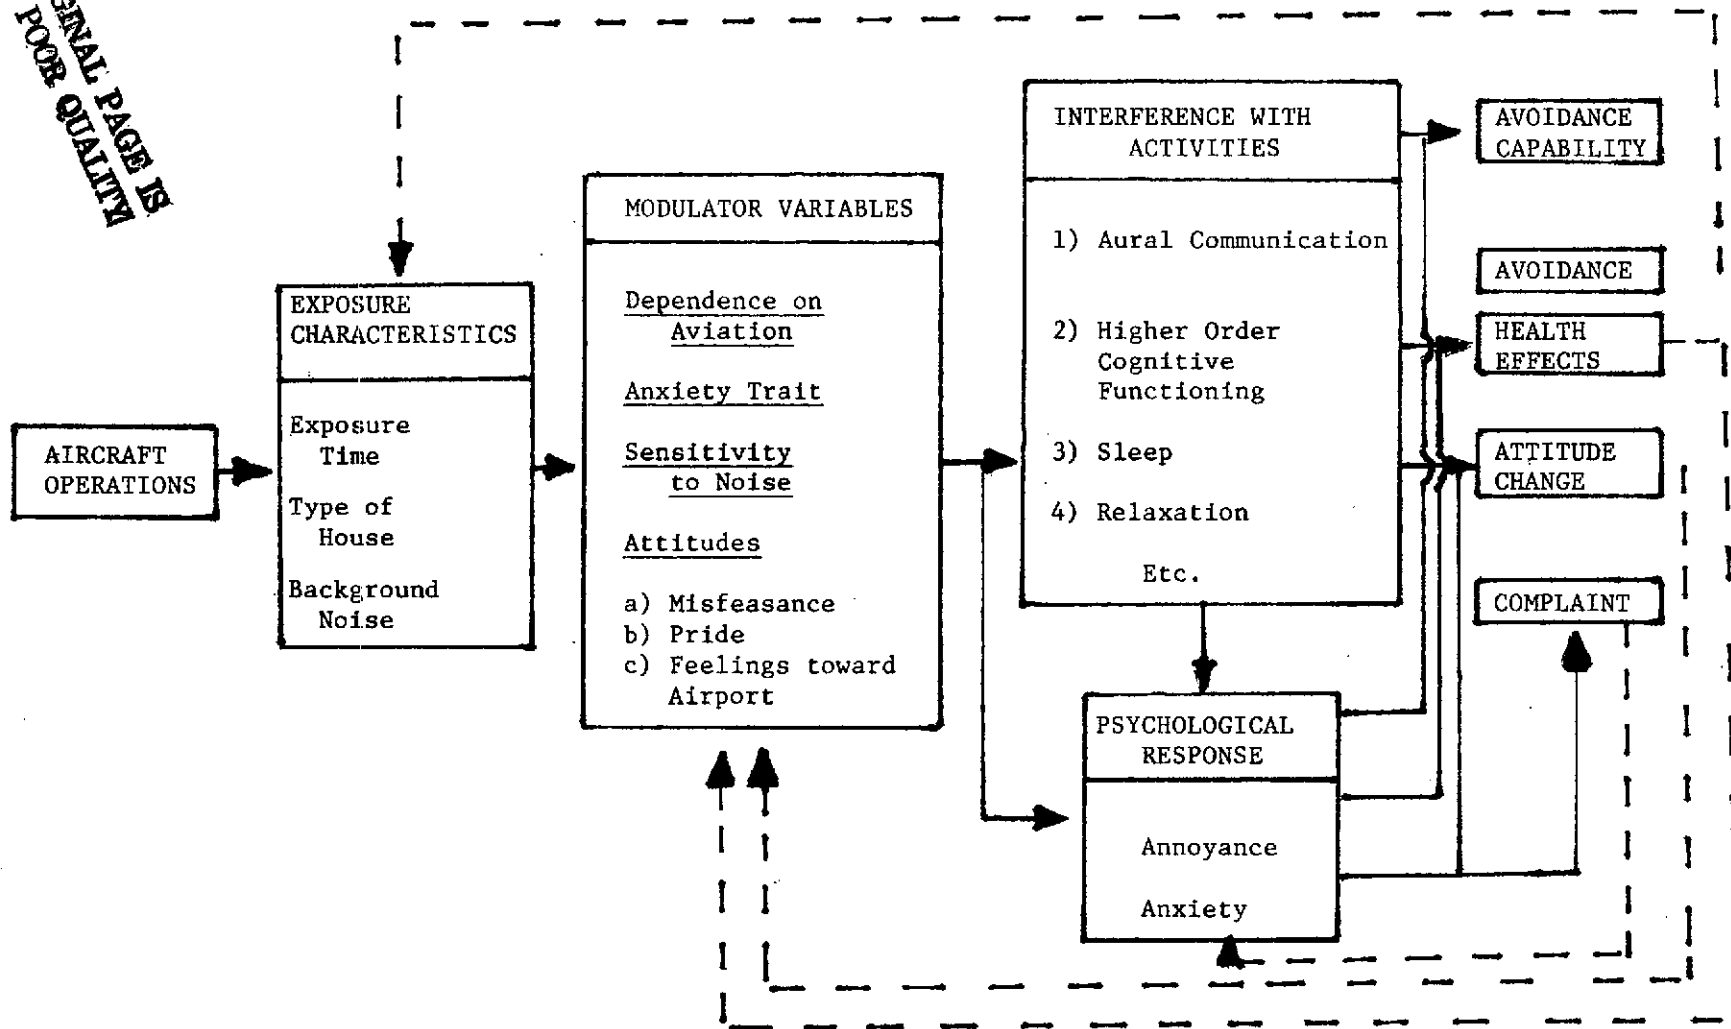 GINAL PAGE IS
POOR QUALITY
AIRCRAFT
OPERATIONS
EXPOSURE
CHARACTERISTICS
Exposure
Time
Type of
House
Background
Noise
MODULATOR VARIABLES
Dependence on
Aviation
Anxiety Trait
Sensitivity
to Noise
Attitudes
a) Misfeasance
b) Pride
c) Feelings toward
Airport
INTERFERENCE WITH
ACTIVITIES
1) Aural Communication
2) Higher Order
Cognitive
Functioning
3) Sleep
4) Relaxation
Etc.
PSYCHOLOGICAL
RESPONSE
Annoyance
Anxiety
AVOIDANCE
CAPABILITY
AVOIDANCE
HEALTH
EFFECTS
ATTITUDE
CHANGE
COMPLAINT